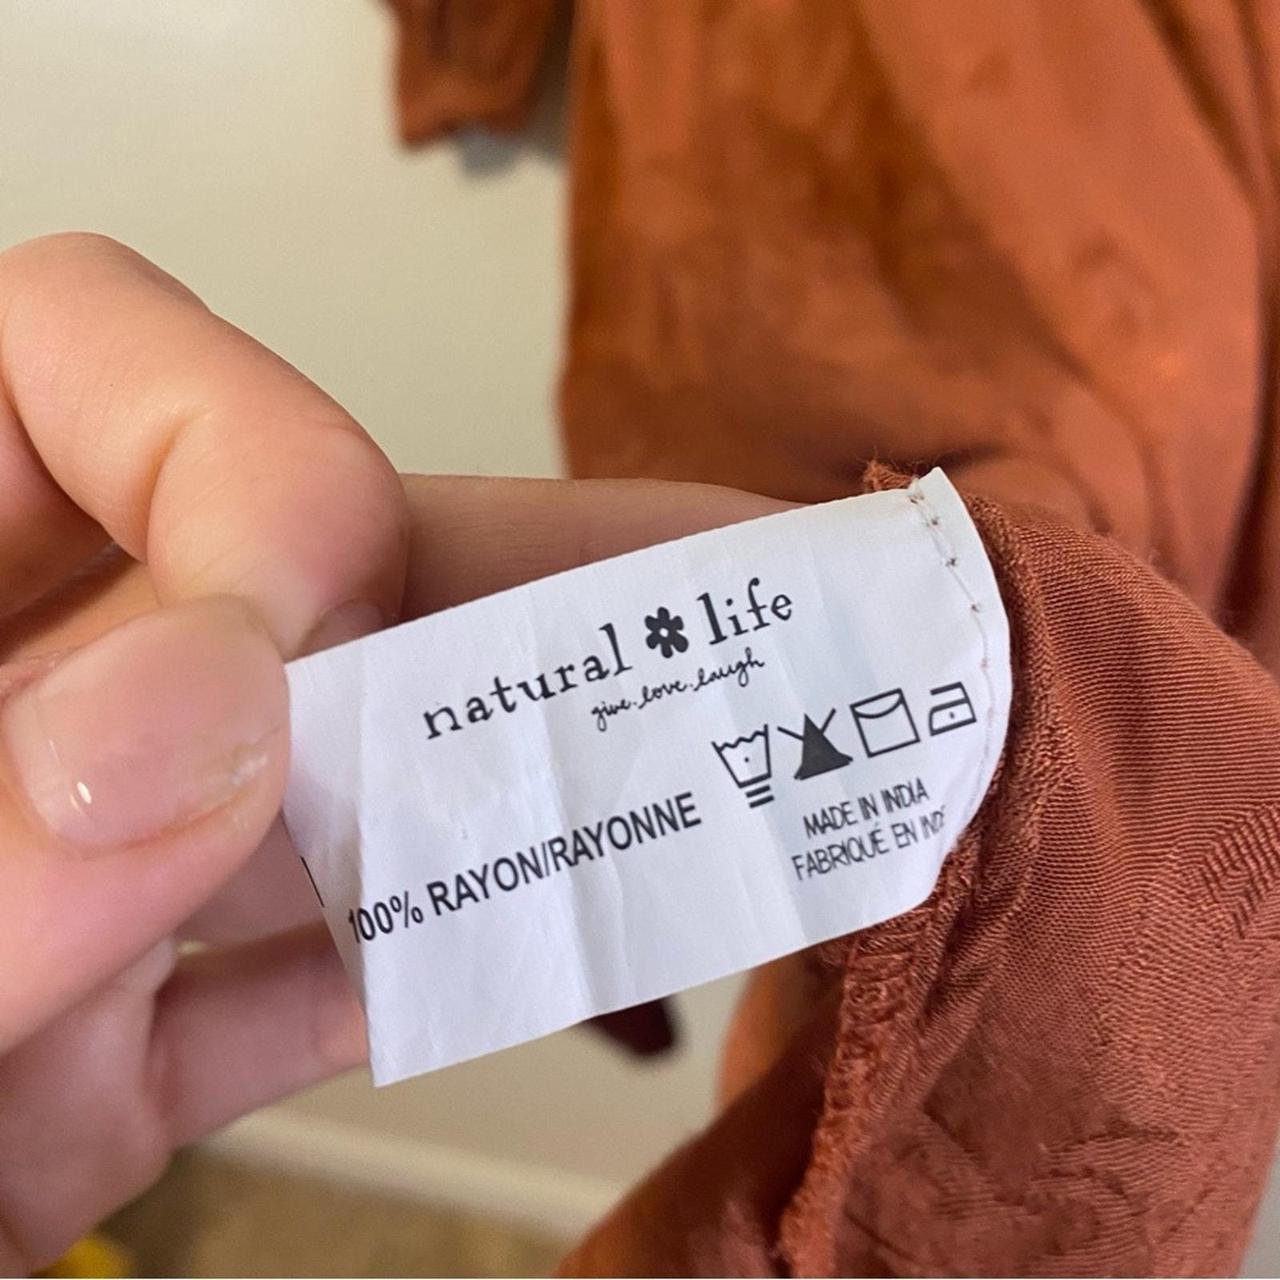 natural life
give.love.laugh
100% RAYON/RAYONNE
MADE IN INDIA
FABRIQUÉ EN